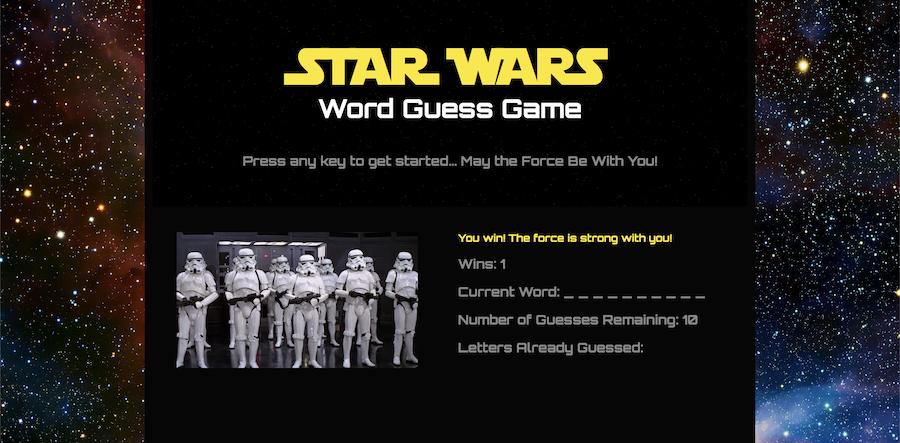 STAR WARS
Word Guess Game
Press any key to get started... May the Force Be With You!
You win! The force is strong with you!
Wins: 1
Current Word: _ _ _ _ _ _ _ _ _ _
Number of Guesses Remaining: 10
Letters Already Guessed: